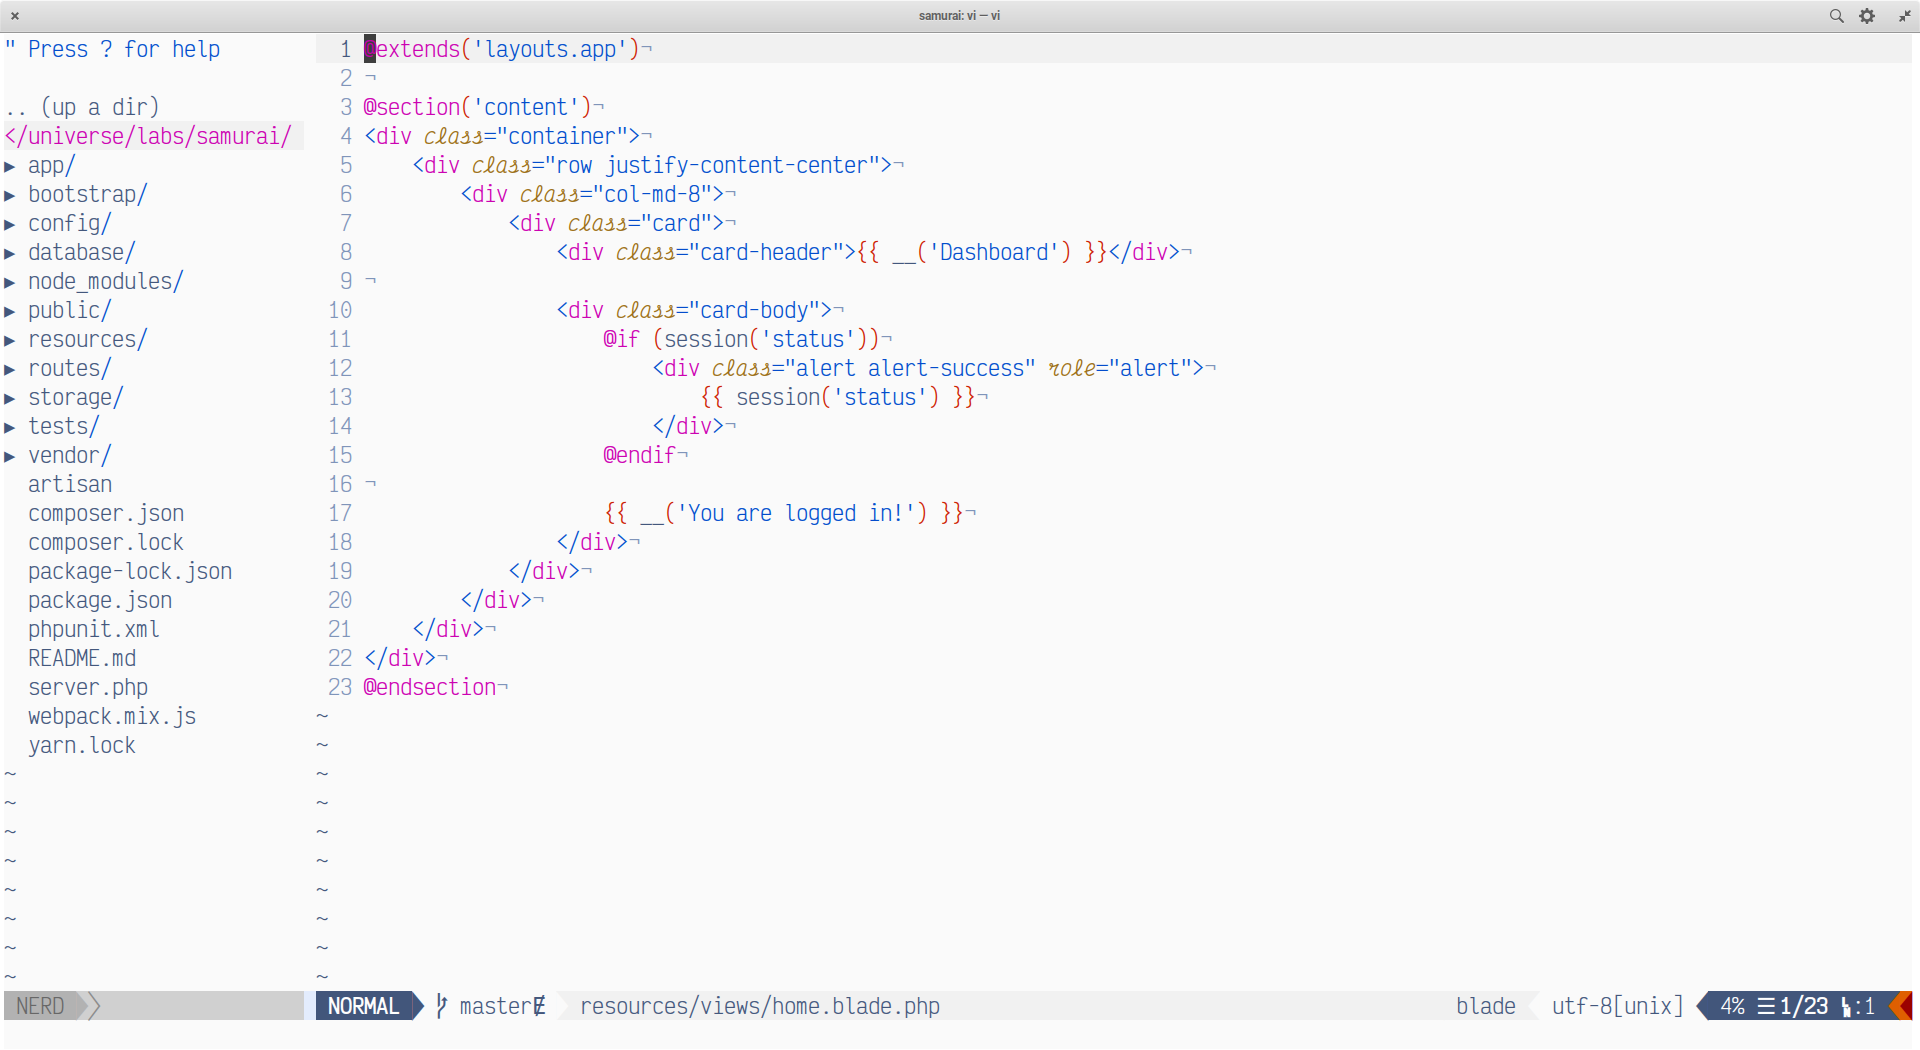 samurai: vi — vi
" Press ? for help
.. (up a dir)
</universe/labs/samurai/
▸ app/
▸ bootstrap/
▸ config/
▸ database/
▸ node_modules/
▸ public/
▸ resources/
▸ routes/
▸ storage/
▸ tests/
▸ vendor/
artisan
composer.json
composer.lock
package-lock.json
package.json
phpunit.xml
README.md
server.php
webpack.mix.js
yarn.lock
~
~
~
~
~
~
~
~
NERD
1 @extends('layouts.app')¬
2 ¬
3 @section('content')¬
4 <div class="container">¬
5     <div class="row justify-content-center">¬
6         <div class="col-md-8">¬
7             <div class="card">¬
8                 <div class="card-header">{{ __('Dashboard') }}</div>¬
9 ¬
10                 <div class="card-body">¬
11                     @if (session('status'))¬
12                         <div class="alert alert-success" role="alert">¬
13                             {{ session('status') }}¬
14                         </div>¬
15                     @endif¬
16 ¬
17                     {{ __('You are logged in!') }}¬
18                 </div>¬
19             </div>¬
20         </div>¬
21     </div>¬
22 </div>¬
23 @endsection¬
~
~
~
~
~
~
~
~
~
~
NORMAL master resources/views/home.blade.php blade utf-8[unix] 4% ☰ 1/23 :1